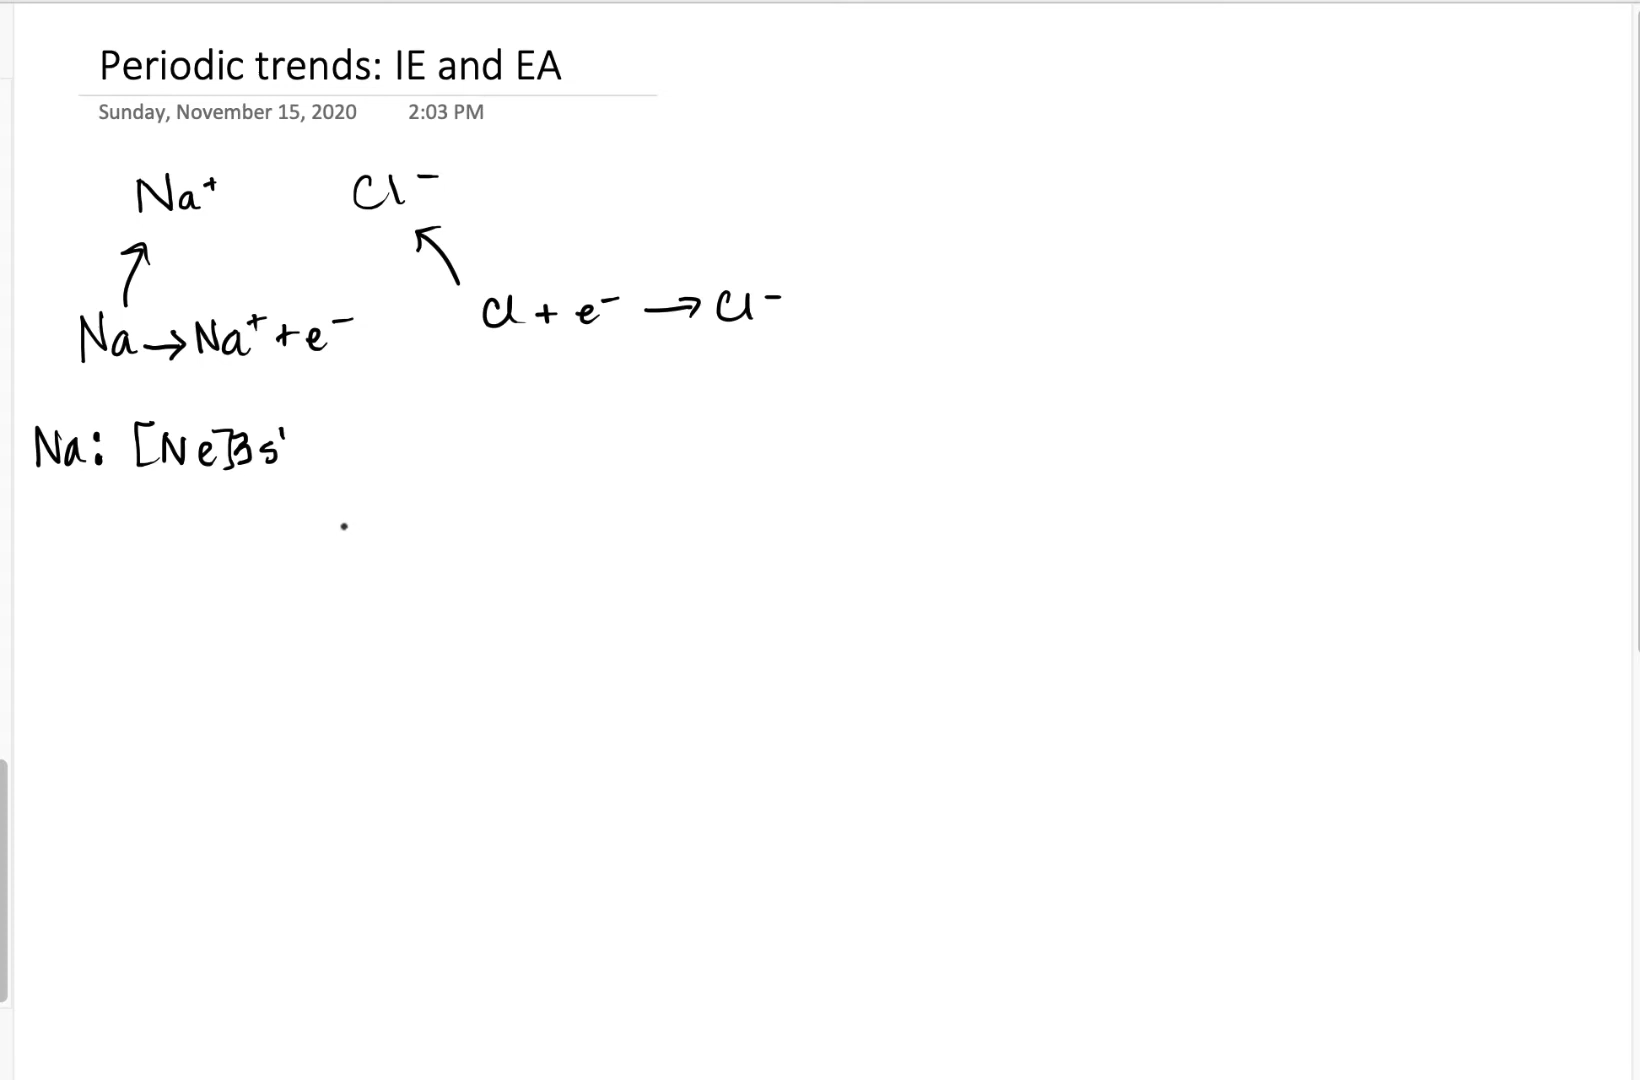 Periodic trends: IE and EA
Sunday, November 15, 2020 2:03 PM
Na⁺ Cl⁻
Na → Na⁺ + e⁻ Cl + e⁻ → Cl⁻
Na: [Ne]3s¹